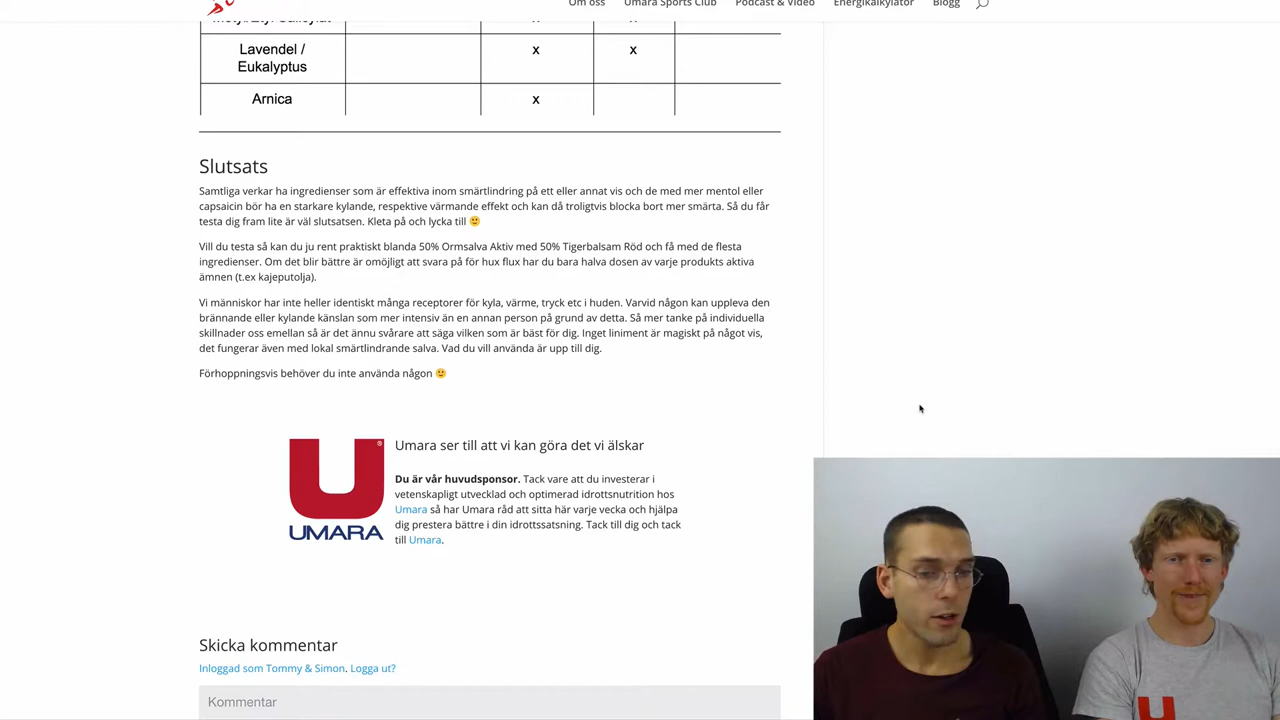 Om oss Umara Sports Club Podcast & Video Energikalkylator Blogg
Lavendel / x x
Eukalyptus
Arnica x
Slutsats
Samtliga verkar ha ingredienser som är effektiva inom smärtlindring på ett eller annat vis och de med mer mentol eller
capsaicin bör ha en starkare kylande, respektive värmande effekt och kan då troligtvis blocka bort mer smärta. Så du får
testa dig fram lite är väl slutsatsen. Kleta på och lycka till 🙂
Vill du testa så kan du ju rent praktiskt blanda 50% Ormsalva Aktiv med 50% Tigerbalsam Röd och få med de flesta
ingredienser. Om det blir bättre är omöjligt att svara på för hux flux har du bara halva dosen av varje produkts aktiva
ämnen (t.ex kajeputolja).
Vi människor har inte heller identiskt många receptorer för kyla, värme, tryck etc i huden. Varvid någon kan uppleva den
brännande eller kylande känslan som mer intensiv än en annan person på grund av detta. Så mer tanke på individuella
skillnader oss emellan så är det ännu svårare att säga vilken som är bäst för dig. Inget liniment är magiskt på något vis,
det fungerar även med lokal smärtlindrande salva. Vad du vill använda är upp till dig.
Förhoppningsvis behöver du inte använda någon 🙂
Umara ser till att vi kan göra det vi älskar
Du är vår huvudsponsor. Tack vare att du investerar i
vetenskapligt utvecklad och optimerad idrottsnutrition hos
Umara så har Umara råd att sitta här varje vecka och hjälpa
dig prestera bättre i din idrottssatsning. Tack till dig och tack
till Umara.
U®
UMARA
Skicka kommentar
Inloggad som Tommy & Simon. Logga ut?
Kommentar